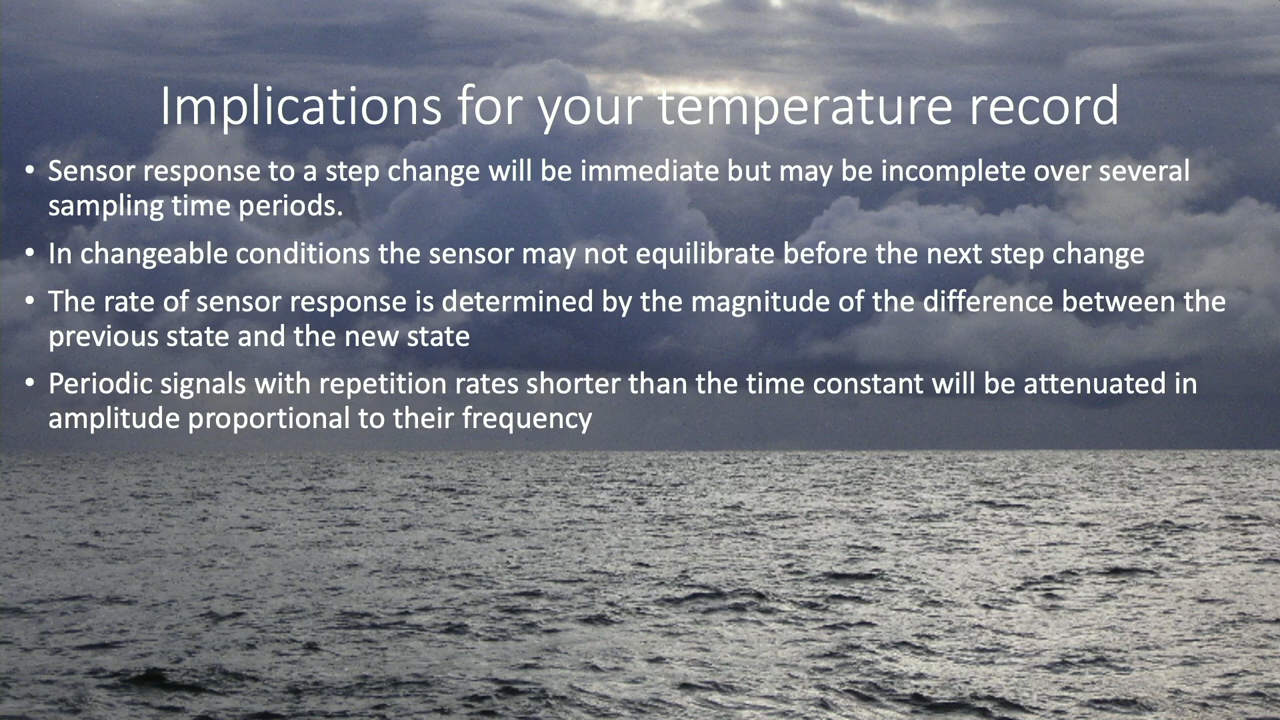 Implications for your temperature record
• Sensor response to a step change will be immediate but may be incomplete over several
sampling time periods.
• In changeable conditions the sensor may not equilibrate before the next step change
• The rate of sensor response is determined by the magnitude of the difference between the
previous state and the new state
• Periodic signals with repetition rates shorter than the time constant will be attenuated in
amplitude proportional to their frequency